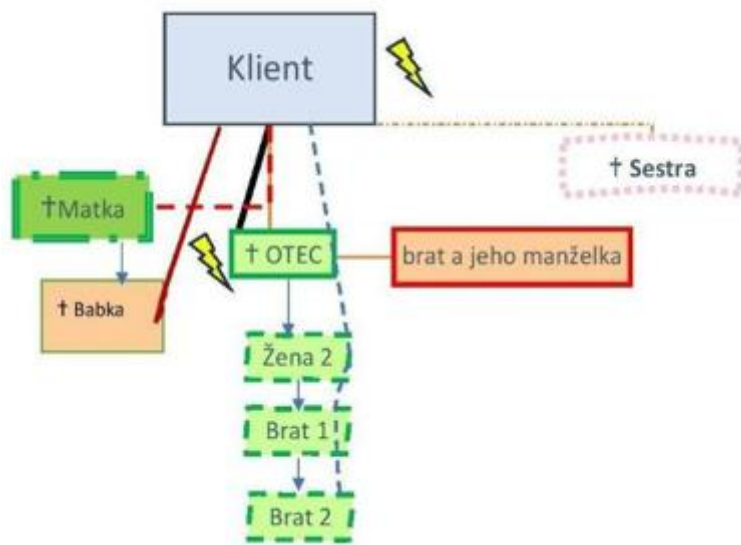 Klient
† Sestra
†Matka
† OTEC
brat a jeho manželka
† Babka
Žena 2
Brat 1
Brat 2